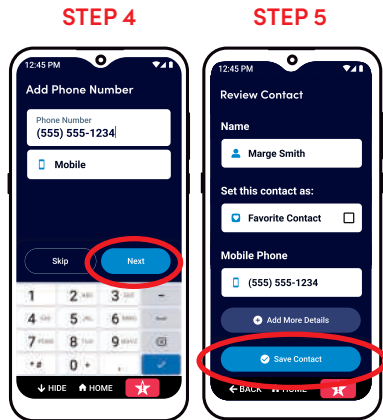 STEP 4
12:45 PM
Add Phone Number
Phone Number
(555) 555-1234
Mobile
Skip
Next
1 2 ABC 3 DEF -
4 GHI 5 JKL 6 MNO
7 PQRS 8 TUV 9 WXYZ
*# 0 + .
HIDE HOME
STEP 5
12:45 PM
Review Contact
Name
Marge Smith
Set this contact as:
Favorite Contact
Mobile Phone
(555) 555-1234
Add More Details
Save Contact
BACK HOME